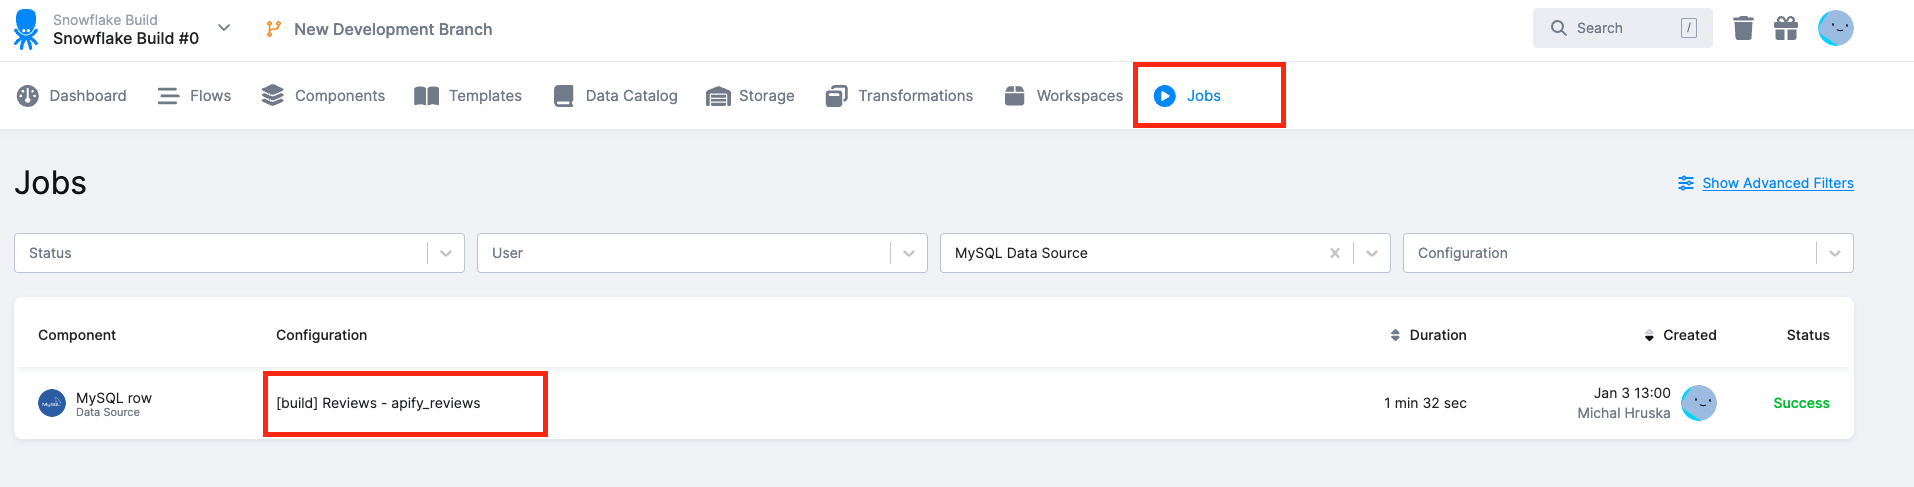 Snowflake Build
Snowflake Build #0
New Development Branch
Search /
Dashboard Flows Components Templates Data Catalog Storage Transformations Workspaces Jobs
Jobs
Show Advanced Filters
Status User MySQL Data Source Configuration
Component Configuration Duration Created Status
MySQL row
Data Source
[build] Reviews - apify_reviews
1 min 32 sec
Jan 3 13:00
Michal Hruska
Success